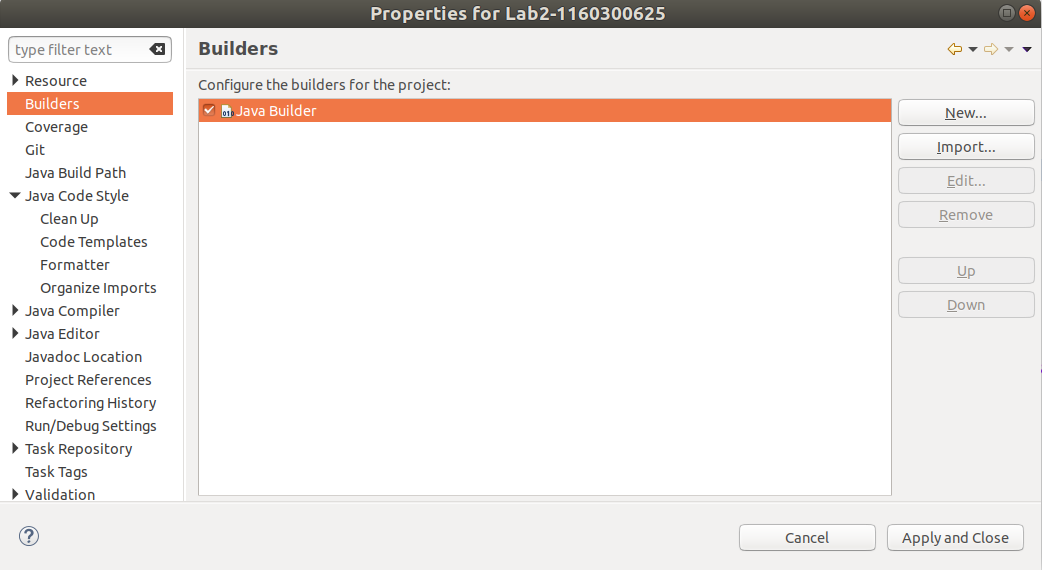 Properties for Lab2-1160300625
type filter text
Resource
Builders
Coverage
Git
Java Build Path
Java Code Style
Clean Up
Code Templates
Formatter
Organize Imports
Java Compiler
Java Editor
Javadoc Location
Project References
Refactoring History
Run/Debug Settings
Task Repository
Task Tags
Validation
Builders
Configure the builders for the project:
010 Java Builder
New...
Import...
Edit...
Remove
Up
Down
?
Cancel
Apply and Close